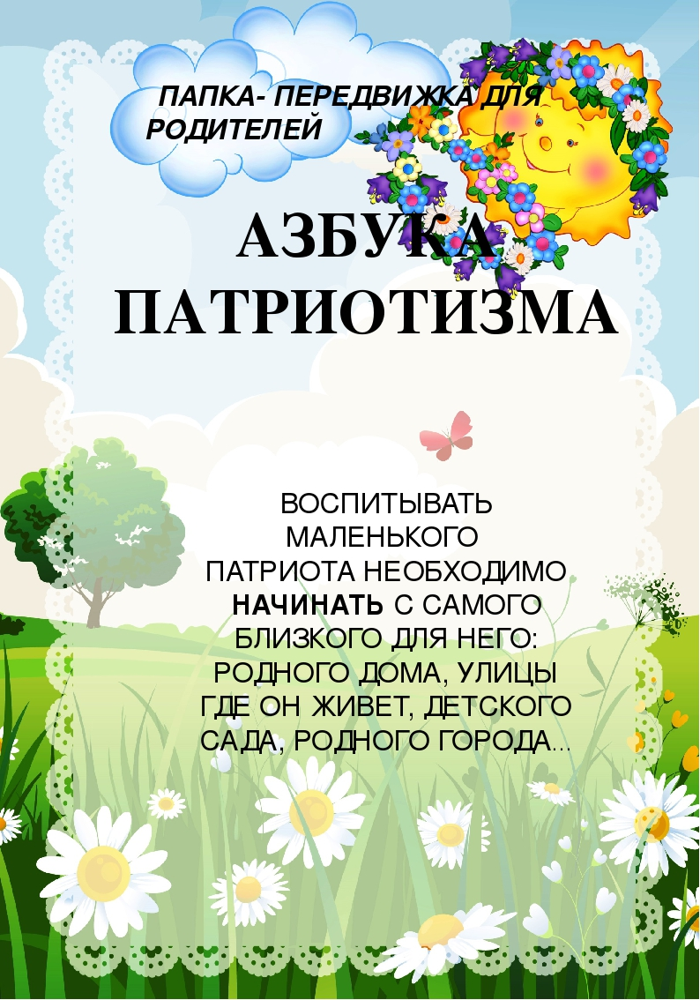 ПАПКА- ПЕРЕДВИЖКА ДЛЯ
РОДИТЕЛЕЙ
АЗБУКА
ПАТРИОТИЗМА
ВОСПИТЫВАТЬ
МАЛЕНЬКОГО
ПАТРИОТА НЕОБХОДИМО
НАЧИНАТЬ С САМОГО
БЛИЗКОГО ДЛЯ НЕГО:
РОДНОГО ДОМА, УЛИЦЫ
ГДЕ ОН ЖИВЕТ, ДЕТСКОГО
САДА, РОДНОГО ГОРОДА...